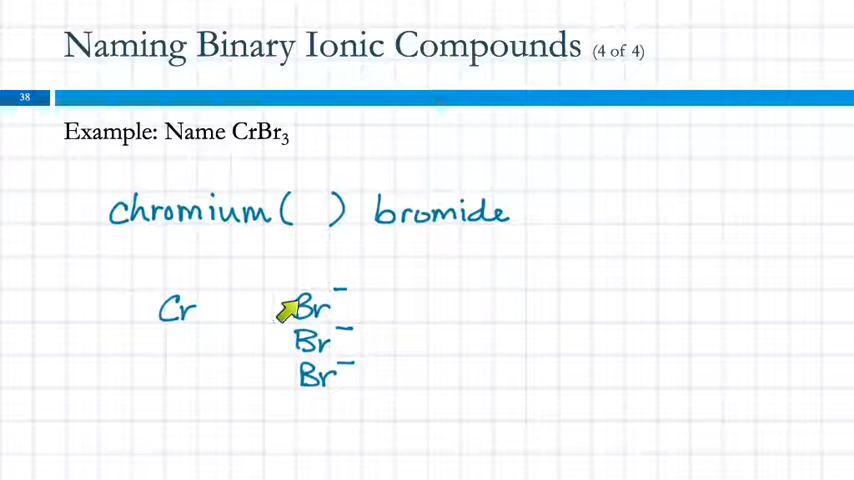 Naming Binary Ionic Compounds (4 of 4)
38
Example: Name CrBr₃
chromium( ) bromide
Cr Br⁻
Br⁻
Br⁻